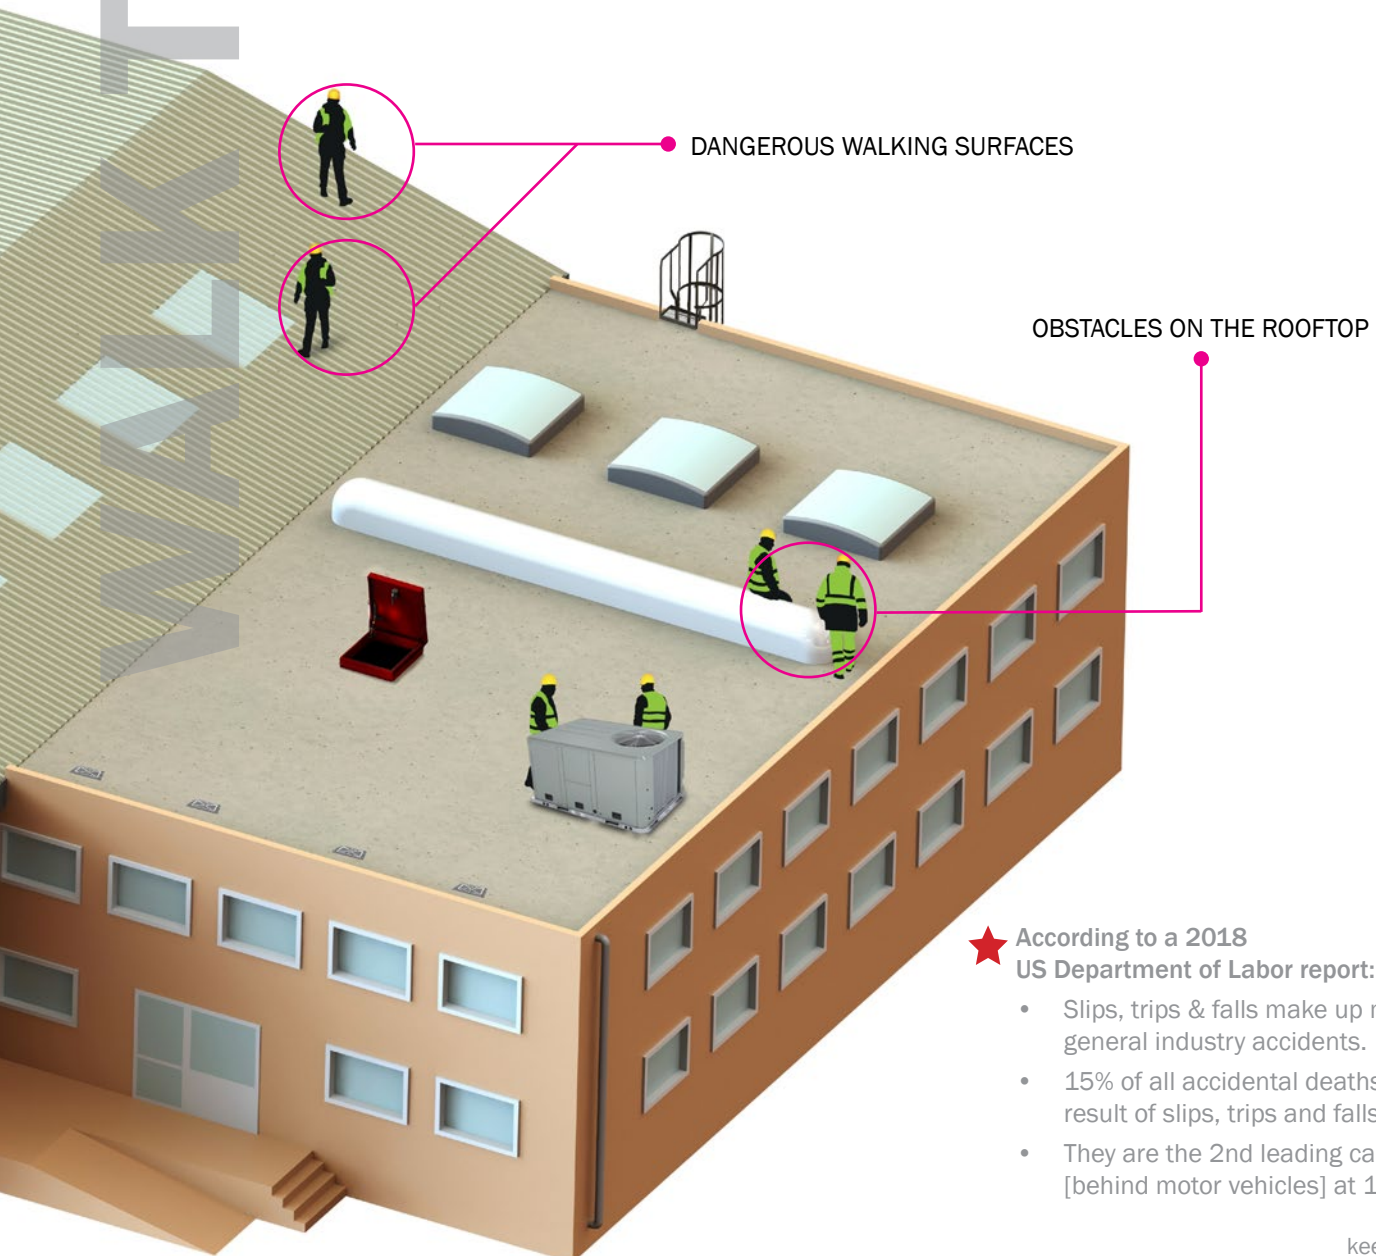 WALK T
DANGEROUS WALKING SURFACES
OBSTACLES ON THE ROOFTOP
According to a 2018
US Department of Labor report:
• Slips, trips & falls make up
general industry accidents.
• 15% of all accidental deaths
result of slips, trips and falls
• They are the 2nd leading
[behind motor vehicles] at